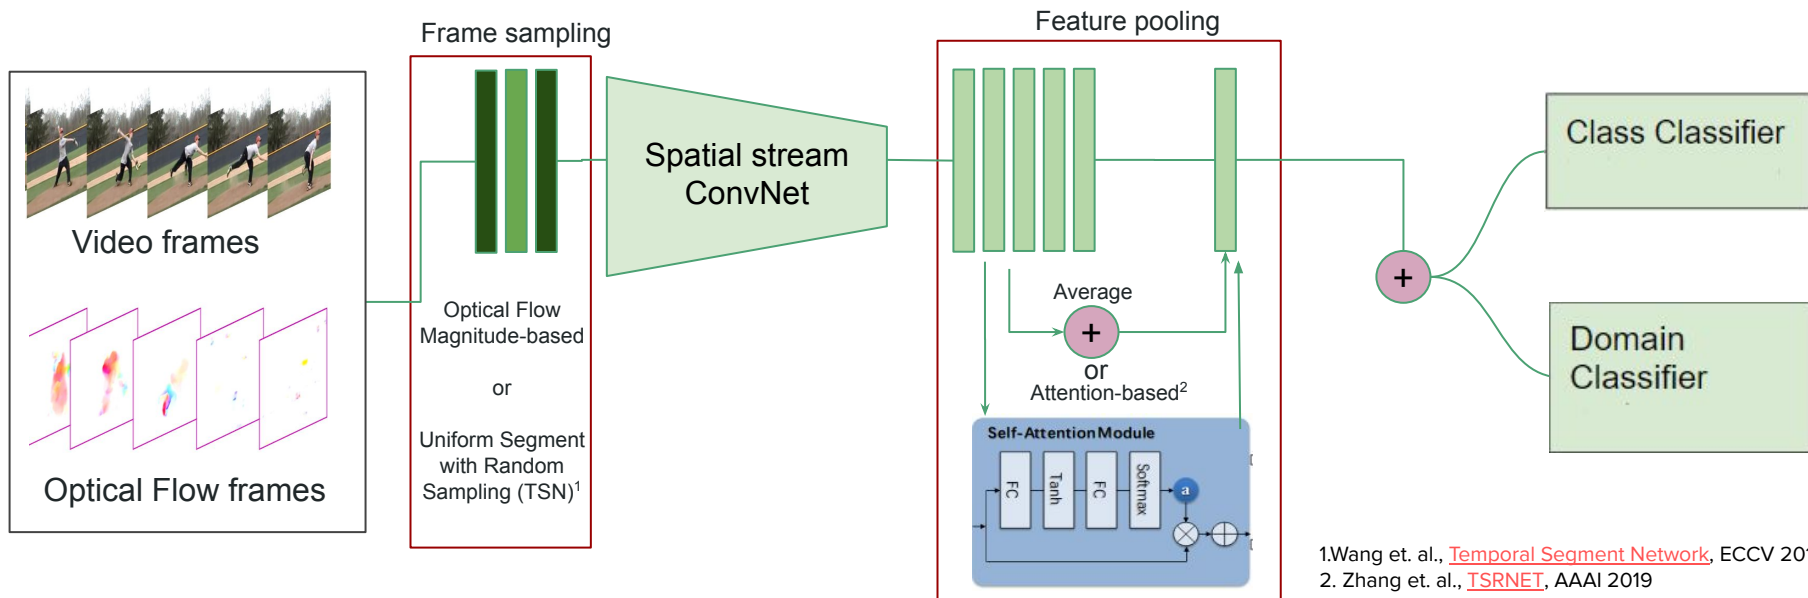 Frame sampling
Feature pooling
Video frames
Optical Flow frames
Optical Flow
Magnitude-based
or
Uniform Segment
with Random
Sampling (TSN)1
Spatial stream
ConvNet
Average
+
or
Attention-based2
Self-Attention Module
FC
Tanh
FC
Softmax
a
+
Class Classifier
Domain
Classifier
1.Wang et. al., Temporal Segment Network, ECCV 201
2. Zhang et. al., TSRNET, AAAI 2019